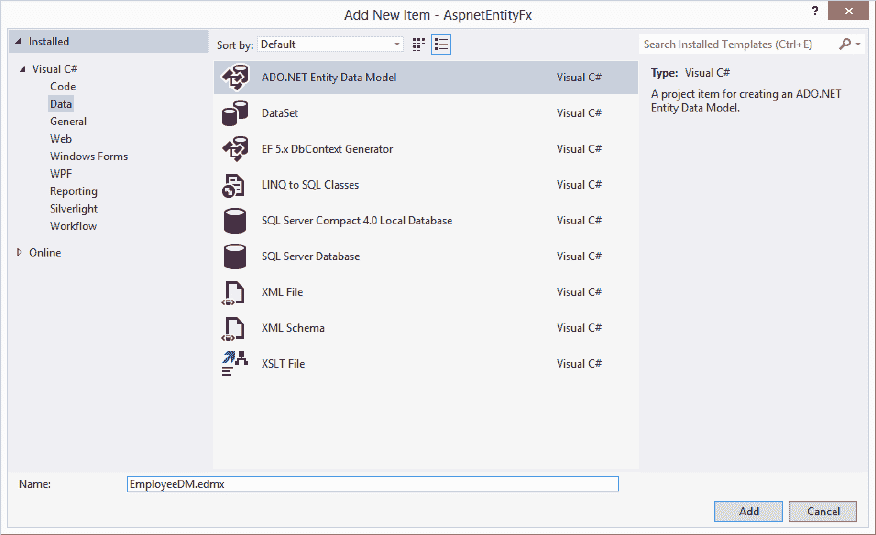 Add New Item - AspnetEntityFx
?
Installed
Sort by: Default
Search Installed Templates (Ctrl+E)
Visual C#
Code
Data
General
Web
Windows Forms
WPF
Reporting
Silverlight
Workflow
Online
ADO.NET Entity Data Model Visual C#
DataSet Visual C#
EF 5.x DbContext Generator Visual C#
LINQ to SQL Classes Visual C#
SQL Server Compact 4.0 Local Database Visual C#
SQL Server Database Visual C#
XML File Visual C#
XML Schema Visual C#
XSLT File Visual C#
Type: Visual C#
A project item for creating an ADO.NET
Entity Data Model.
Name: EmployeeDM.edmx
Add Cancel